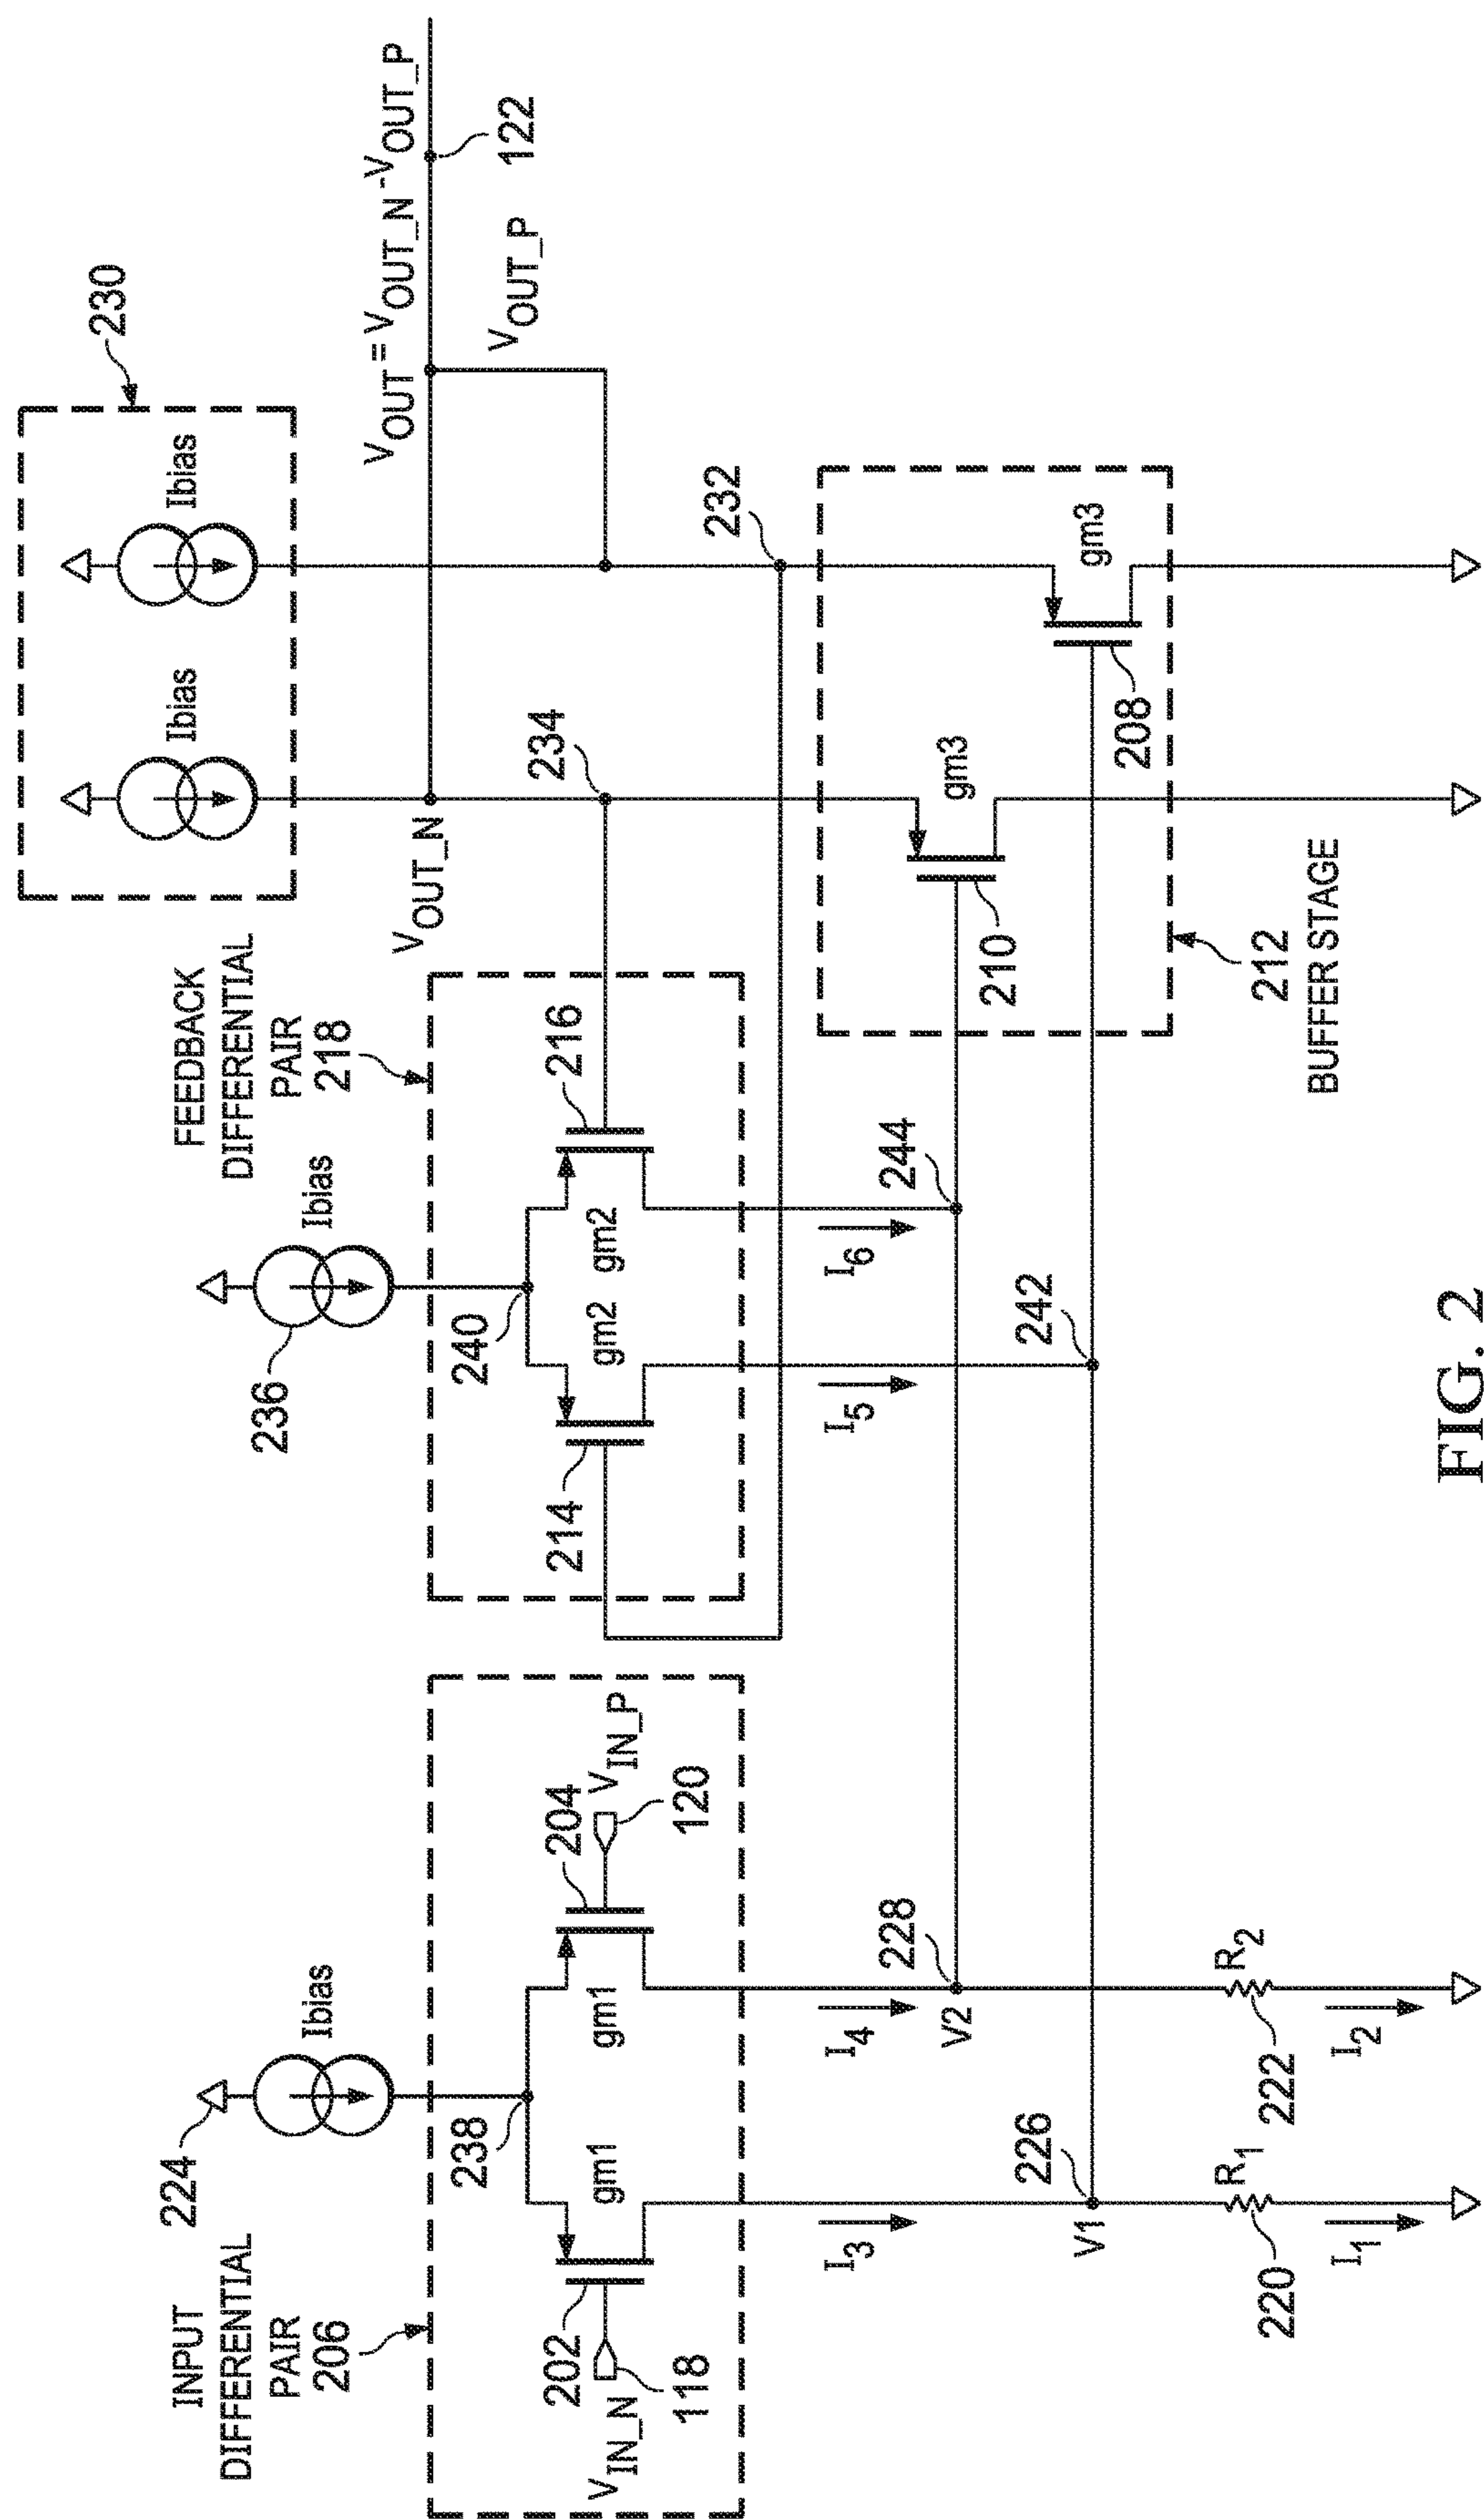 INPUT
DIFFERENTIAL
PAIR
206
224
Ibias
238
202
VIN_N
118
gm1
gm1
204
VIN_P
120
I3
I4
226
V1
228
V2
220
R1
222
R2
I1
I2
FEEDBACK
DIFFERENTIAL
PAIR
218
236
Ibias
240
214
gm2
gm2
216
I5
I6
242
244
230
Ibias
Ibias
VOUT_N
VOUT = VOUT_N -VOUT_P
122
VOUT_P
234
232
210
gm3
208
gm3
212
BUFFER STAGE
FIG. 2